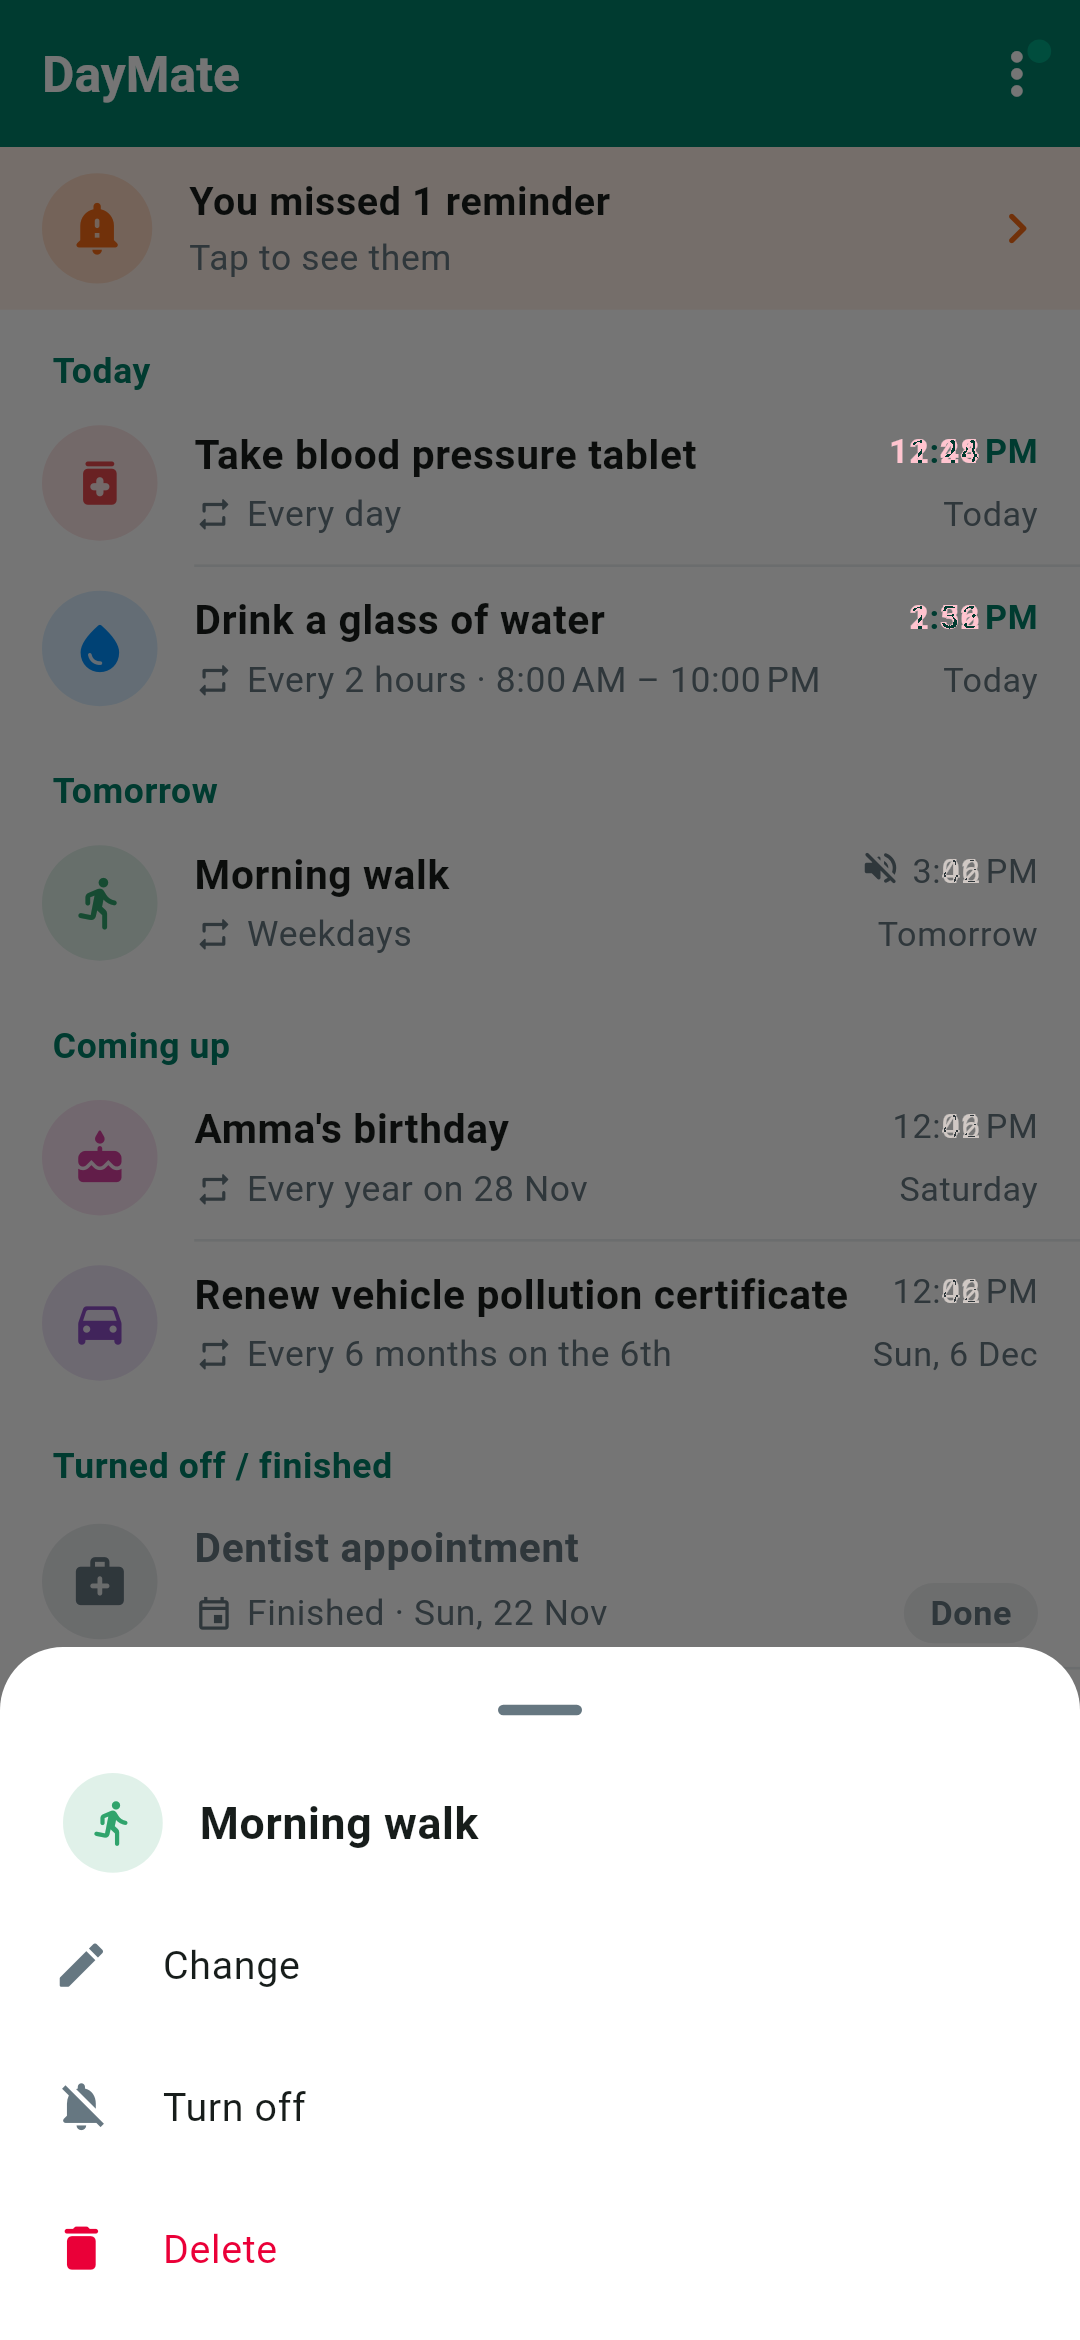 DayMate
You missed 1 reminder
Tap to see them
Today
Take blood pressure tablet
PM
Every day
Today
Drink a glass of water
PM
Every 2 hours · 8:00 AM – 10:00 PM
Today
Tomorrow
Morning walk
PM
Weekdays
Tomorrow
Coming up
Amma's birthday
PM
Every year on 28 Nov
Saturday
Renew vehicle pollution certificate
PM
Every 6 months on the 6th
Sun, 6 Dec
Turned off / finished
Dentist appointment
Finished · Sun, 22 Nov
Done
Morning walk
Change
Turn off
Delete